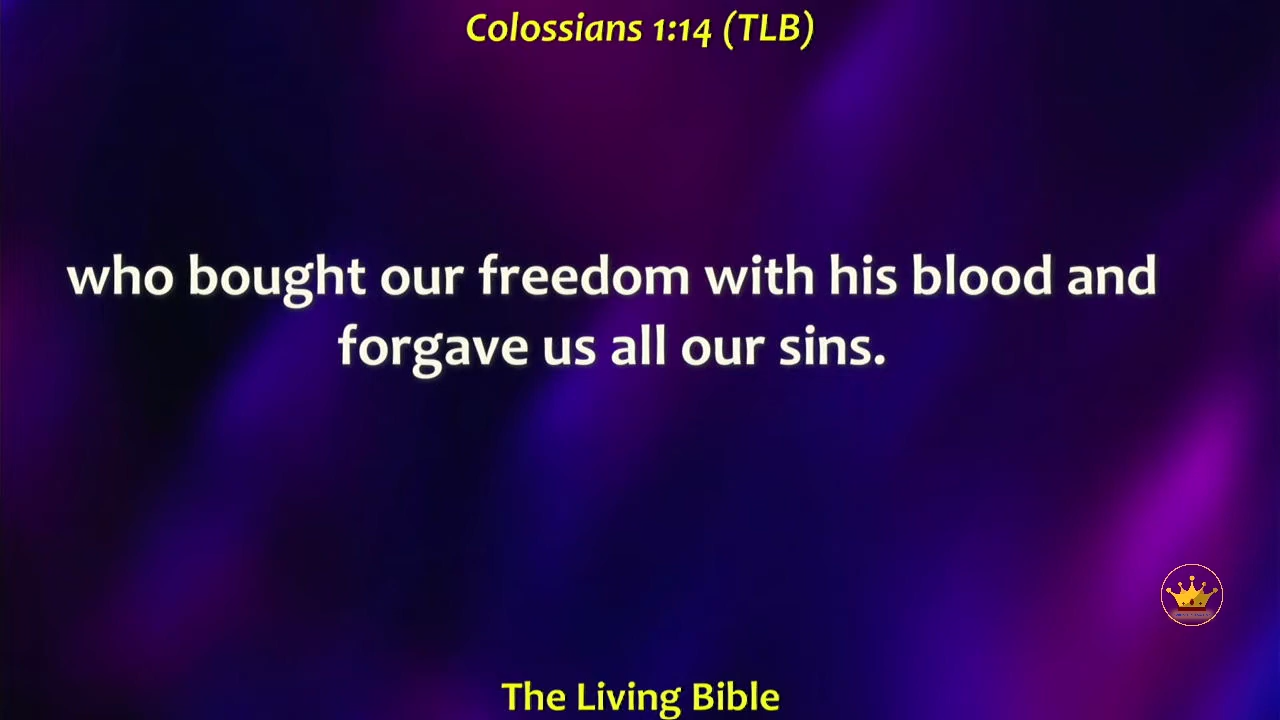 Colossians 1:14 (TLB)
who bought our freedom with his blood and
forgave us all our sins.
The Living Bible